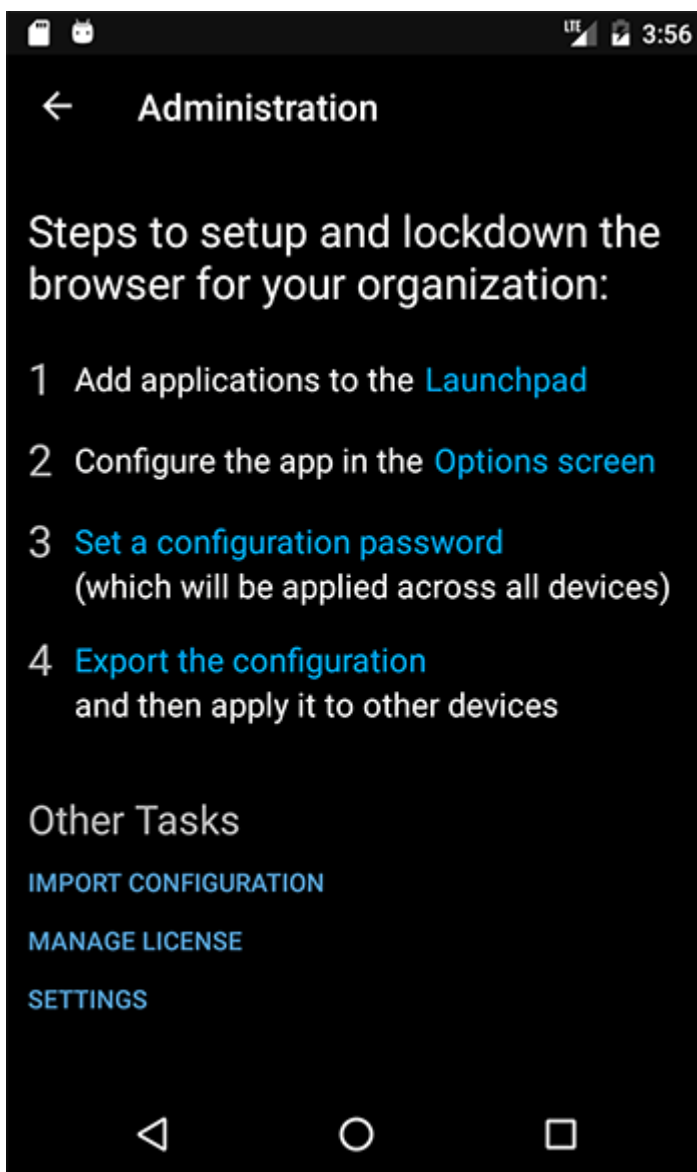 LTE 3:56
Administration
Steps to setup and lockdown the
browser for your organization:
1 Add applications to the Launchpad
2 Configure the app in the Options screen
3 Set a configuration password
(which will be applied across all devices)
4 Export the configuration
and then apply it to other devices
Other Tasks
IMPORT CONFIGURATION
MANAGE LICENSE
SETTINGS